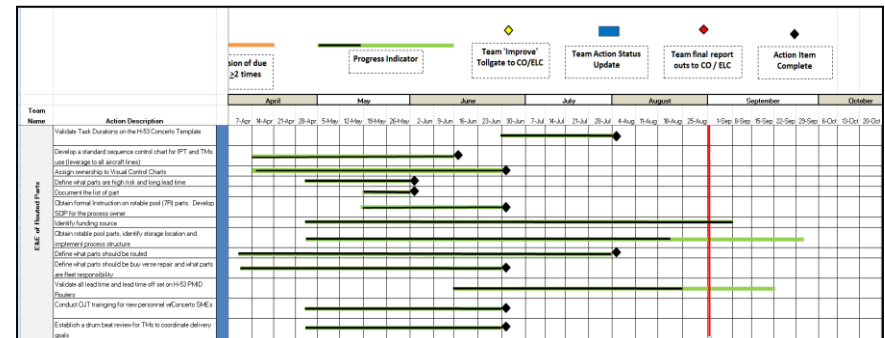 sion of due
≥2 times
Progress Indicator
Team 'Improve'
Tollgate to CO/ELC
Team Action Status
Update
Team final report
outs to CO / ELC
Action Item
Complete
April May June July August September October
Team
Name Action Description 7-Apr 14-Apr 21-Apr 28-Apr 5-May 12-May 19-May 26-May 2-Jun 9-Jun 16-Jun 23-Jun 30-Jun 7-Jul 14-Jul 21-Jul 28-Jul 4-Aug 11-Aug 18-Aug 25-Aug 1-Sep 8-Sep 15-Sep 22-Sep 29-Sep 6-Oct 13-Oct 20-Oct
E&E of Routed Parts
Validate Task Durations on the H-53 Concerto Template
Develop a standard sequence control chart for IPT and TMs
use (leverage to all aircraft lines)
Assign ownership to Visual Control Charts
Define what parts are high risk and long lead time
Document the list of part
Obtain formal Instruction on rotable pool (7R) parts. Develop
SOP for the process owner
Identify funding source
Obtain rotable pool parts, identify storage location and
implement process structure
Define what parts should be routed
Define what parts should be buy verse repair and what parts
are fleet responsibility
Validate all lead time and lead time off set on H-53 PMID
Routers
Conduct OJT trainging for new personnel w/Concerto SMEs
Establish a drum beat review for TMs to coordinate delivery
goals